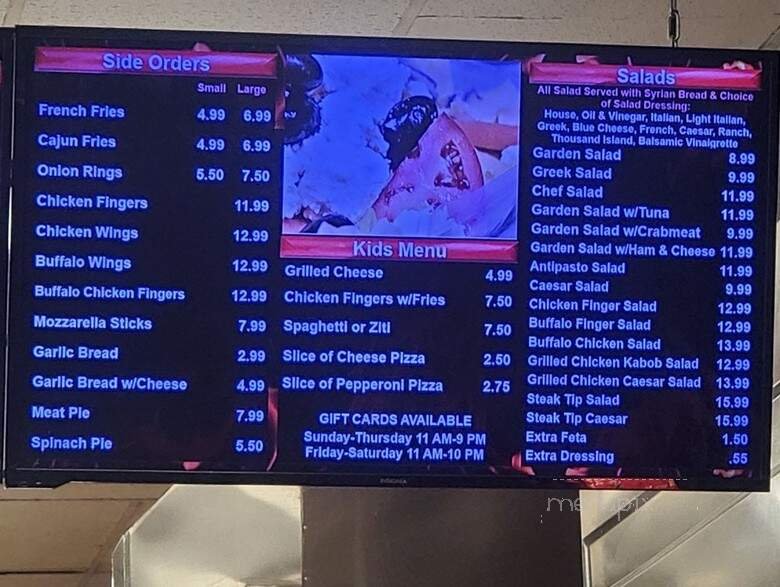 Side Orders
Small Large
French Fries 4.99 6.99
Cajun Fries 4.99 6.99
Onion Rings 5.50 7.50
Chicken Fingers 11.99
Chicken Wings 12.99
Buffalo Wings 12.99
Buffalo Chicken Fingers 12.99
Mozzarella Sticks 7.99
Garlic Bread 2.99
Garlic Bread w/Cheese 4.99
Meat Pie 7.99
Spinach Pie 5.50
Kids Menu
Grilled Cheese 4.99
Chicken Fingers w/Fries 7.50
Spaghetti or Ziti 7.50
Slice of Cheese Pizza 2.50
Slice of Pepperoni Pizza 2.75
GIFT CARDS AVAILABLE
Sunday-Thursday 11 AM-9 PM
Friday-Saturday 11 AM-10 PM
Salads
All Salad Served with Syrian Bread & Choice
of Salad Dressing:
House, Oil & Vinegar, Italian, Light Italian,
Greek, Blue Cheese, French, Caesar, Ranch,
Thousand Island, Balsamic Vinaigrette
Garden Salad 8.99
Greek Salad 9.99
Chef Salad 11.99
Garden Salad w/Tuna 11.99
Garden Salad w/Crabmeat 9.99
Garden Salad w/Ham & Cheese 11.99
Antipasto Salad 11.99
Caesar Salad 9.99
Chicken Finger Salad 12.99
Buffalo Finger Salad 12.99
Buffalo Chicken Salad 13.99
Grilled Chicken Kabob Salad 12.99
Grilled Chicken Caesar Salad 13.99
Steak Tip Salad 15.99
Steak Tip Caesar 15.99
Extra Feta 1.50
Extra Dressing .55
INSIGNIA